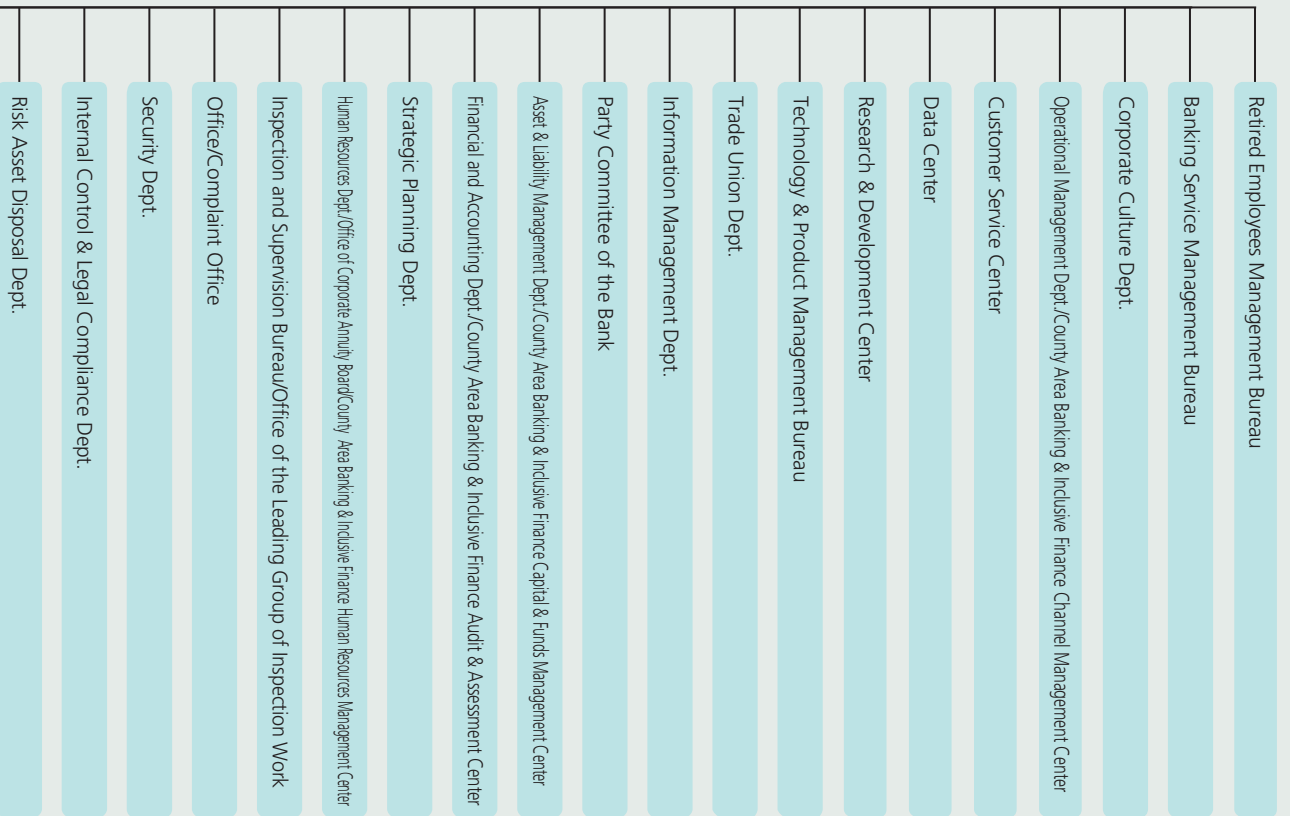 Risk Asset Disposal Dept.
Internal Control & Legal Compliance Dept.
Security Dept.
Office/Complaint Office
Inspection and Supervision Bureau/Office of the Leading Group of Inspection Work
Human Resources Dept./Office of Corporate Annuity Board/County Area Banking & Inclusive Finance Human Resources Management Center
Strategic Planning Dept.
Financial and Accounting Dept./County Area Banking & Inclusive Finance Audit & Assessment Center
Asset & Liability Management Dept./County Area Banking & Inclusive Finance Capital & Funds Management Center
Party Committee of the Bank
Information Management Dept.
Trade Union Dept.
Technology & Product Management Bureau
Research & Development Center
Data Center
Customer Service Center
Operational Management Dept./County Area Banking & Inclusive Finance Channel Management Center
Corporate Culture Dept.
Banking Service Management Bureau
Retired Employees Management Bureau